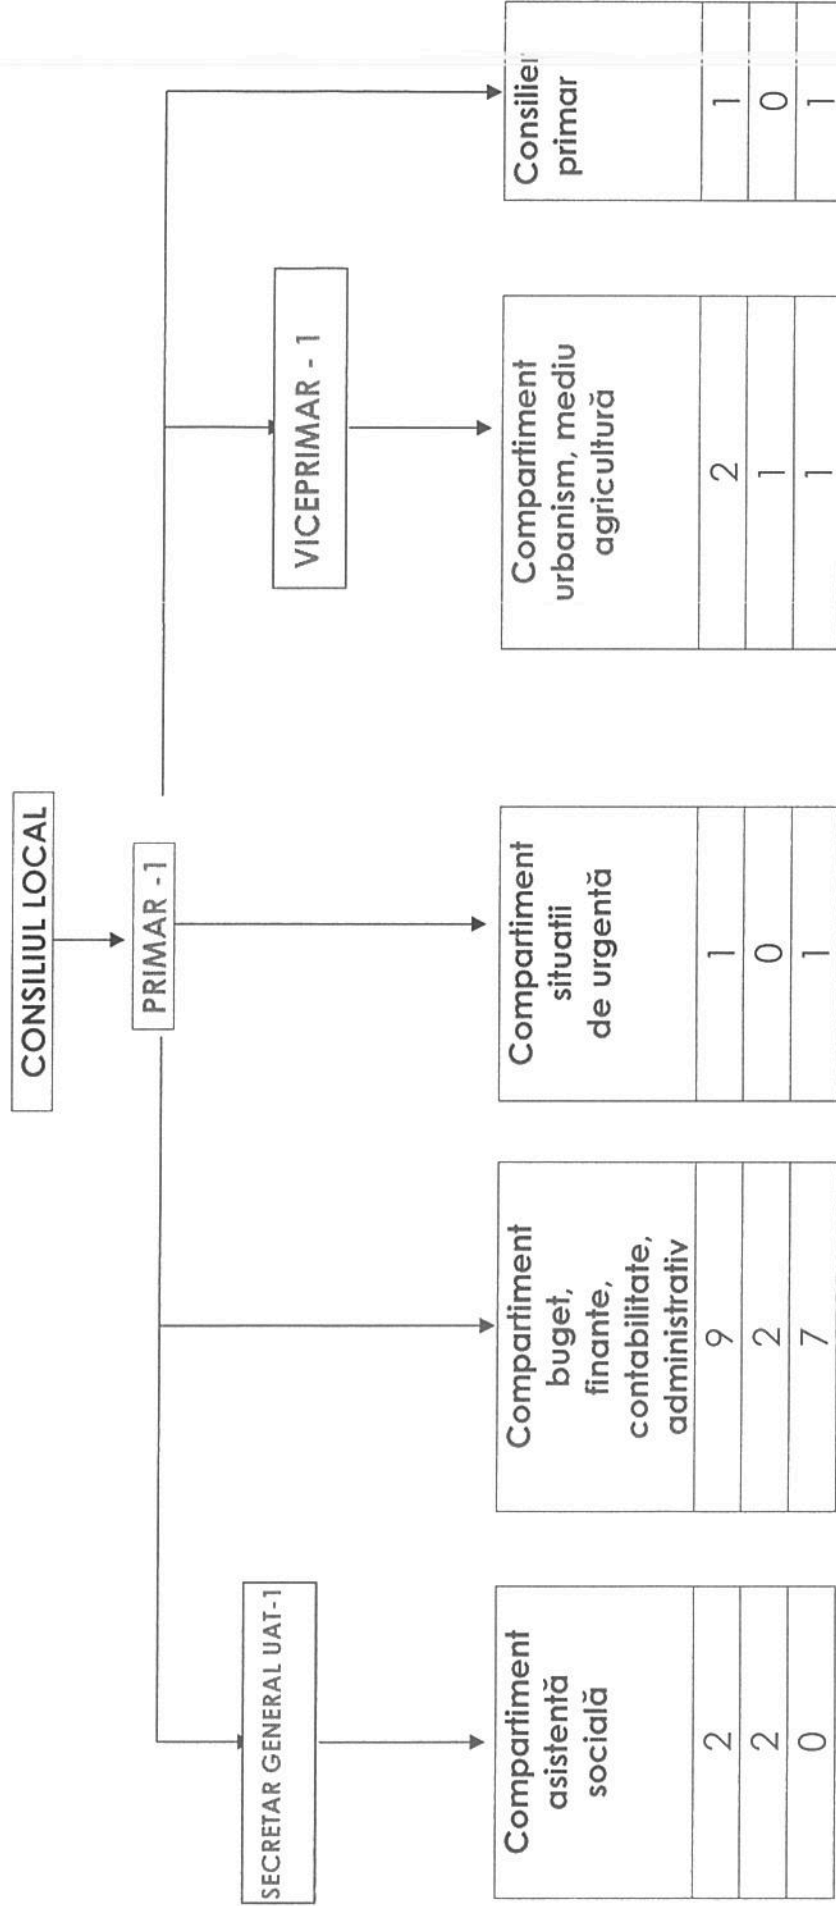 CONSILIUL LOCAL
PRIMAR - 1
SECRETAR GENERAL UAT-1
VICEPRIMAR - 1
Compartiment
asistentă
socială
2
2
0
Compartiment
buget,
finante,
contabilitate,
administrativ
9
2
7
Compartiment
situatii
de urgentă
1
0
1
Compartiment
urbanism, mediu
agricultură
2
1
1
Consilier
primar
1
0
1